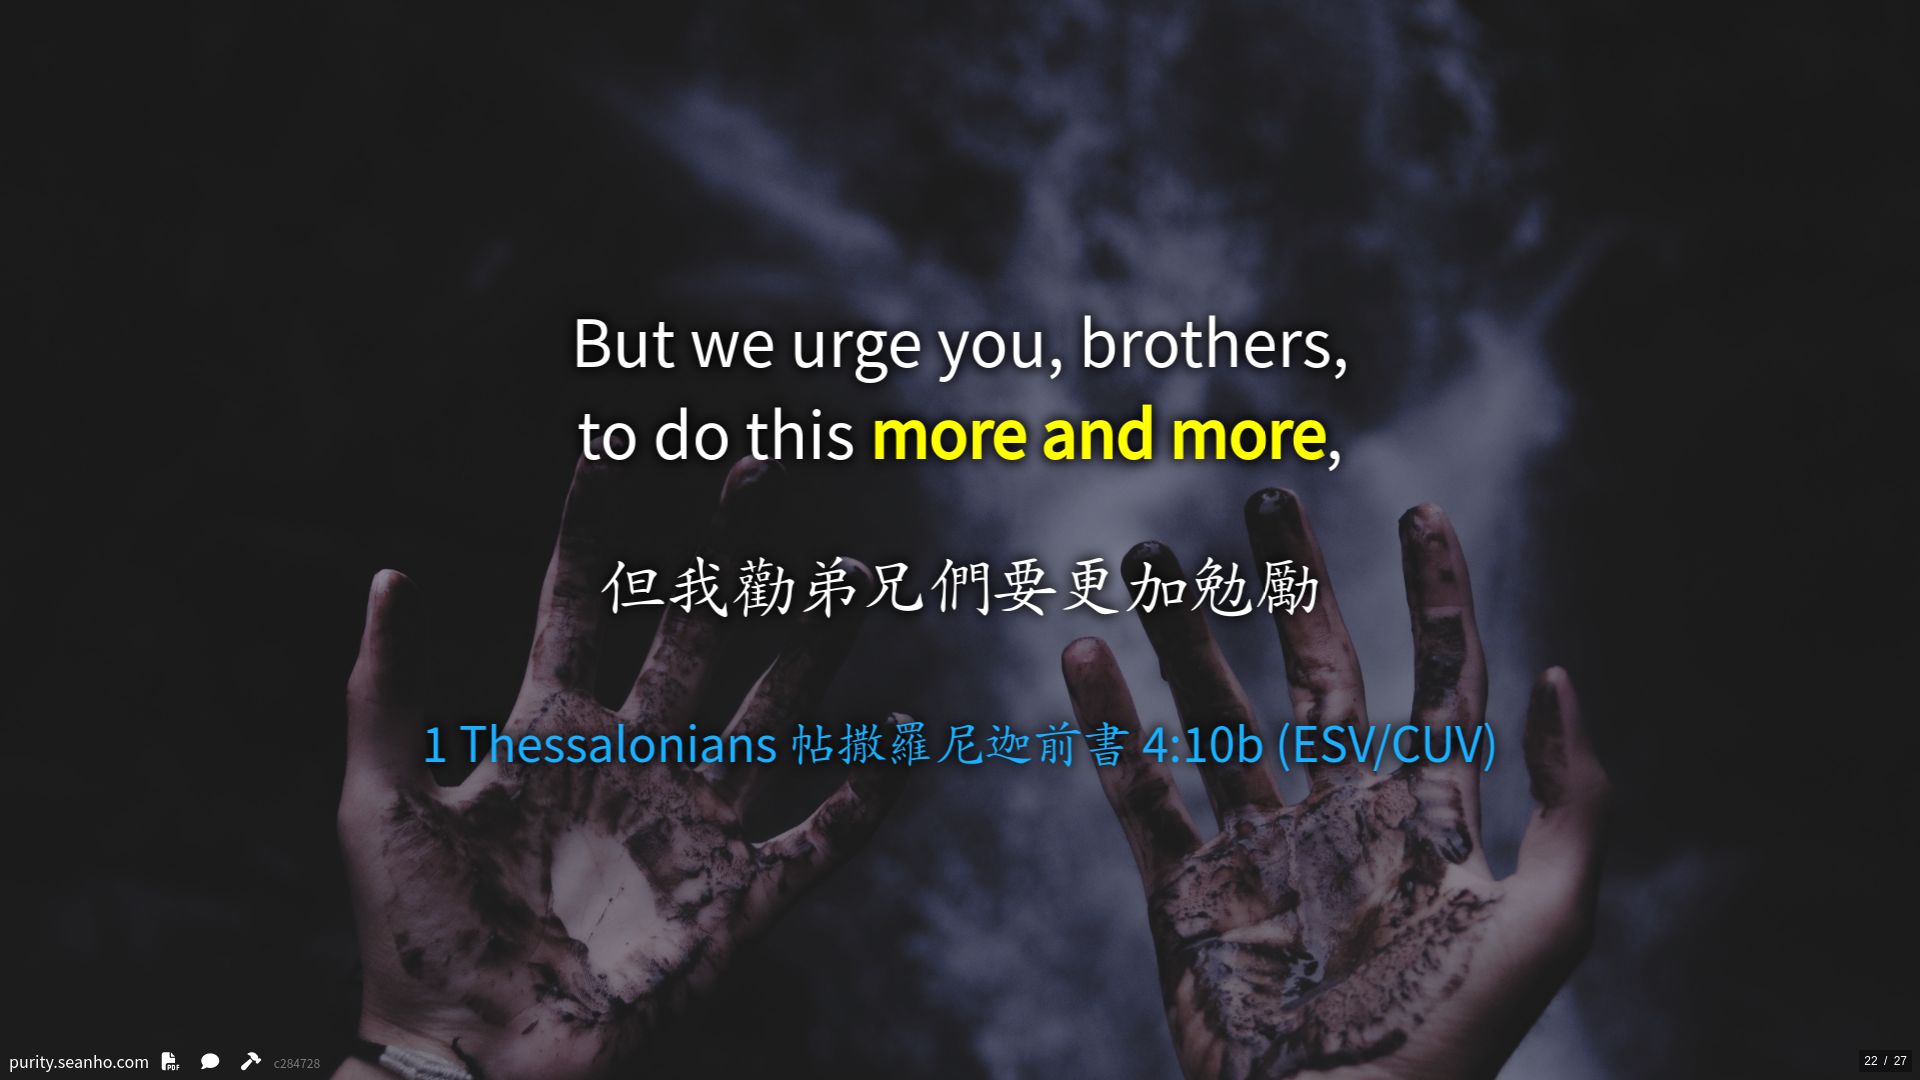 But we urge you, brothers,
to do this more and more,
但我勸弟兄們要更加勉勵
1 Thessalonians 帖撒羅尼迦前書 4:10b (ESV/CUV)
purity.seanho.com PDF c284728
22 / 27